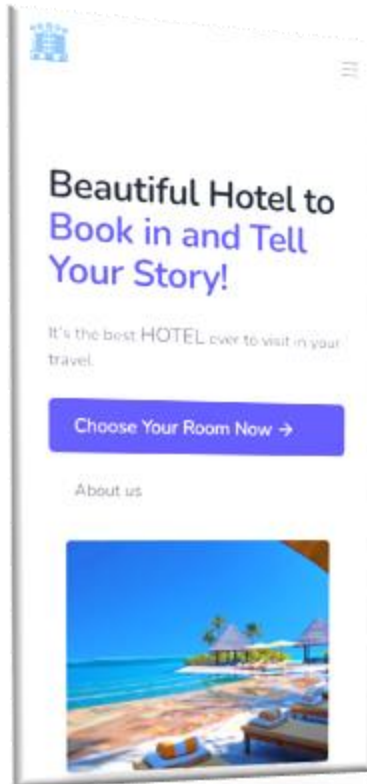 Beautiful Hotel to
Book in and Tell
Your Story!
It's the best HOTEL ever to visit in your
travel.
Choose Your Room Now →
About us